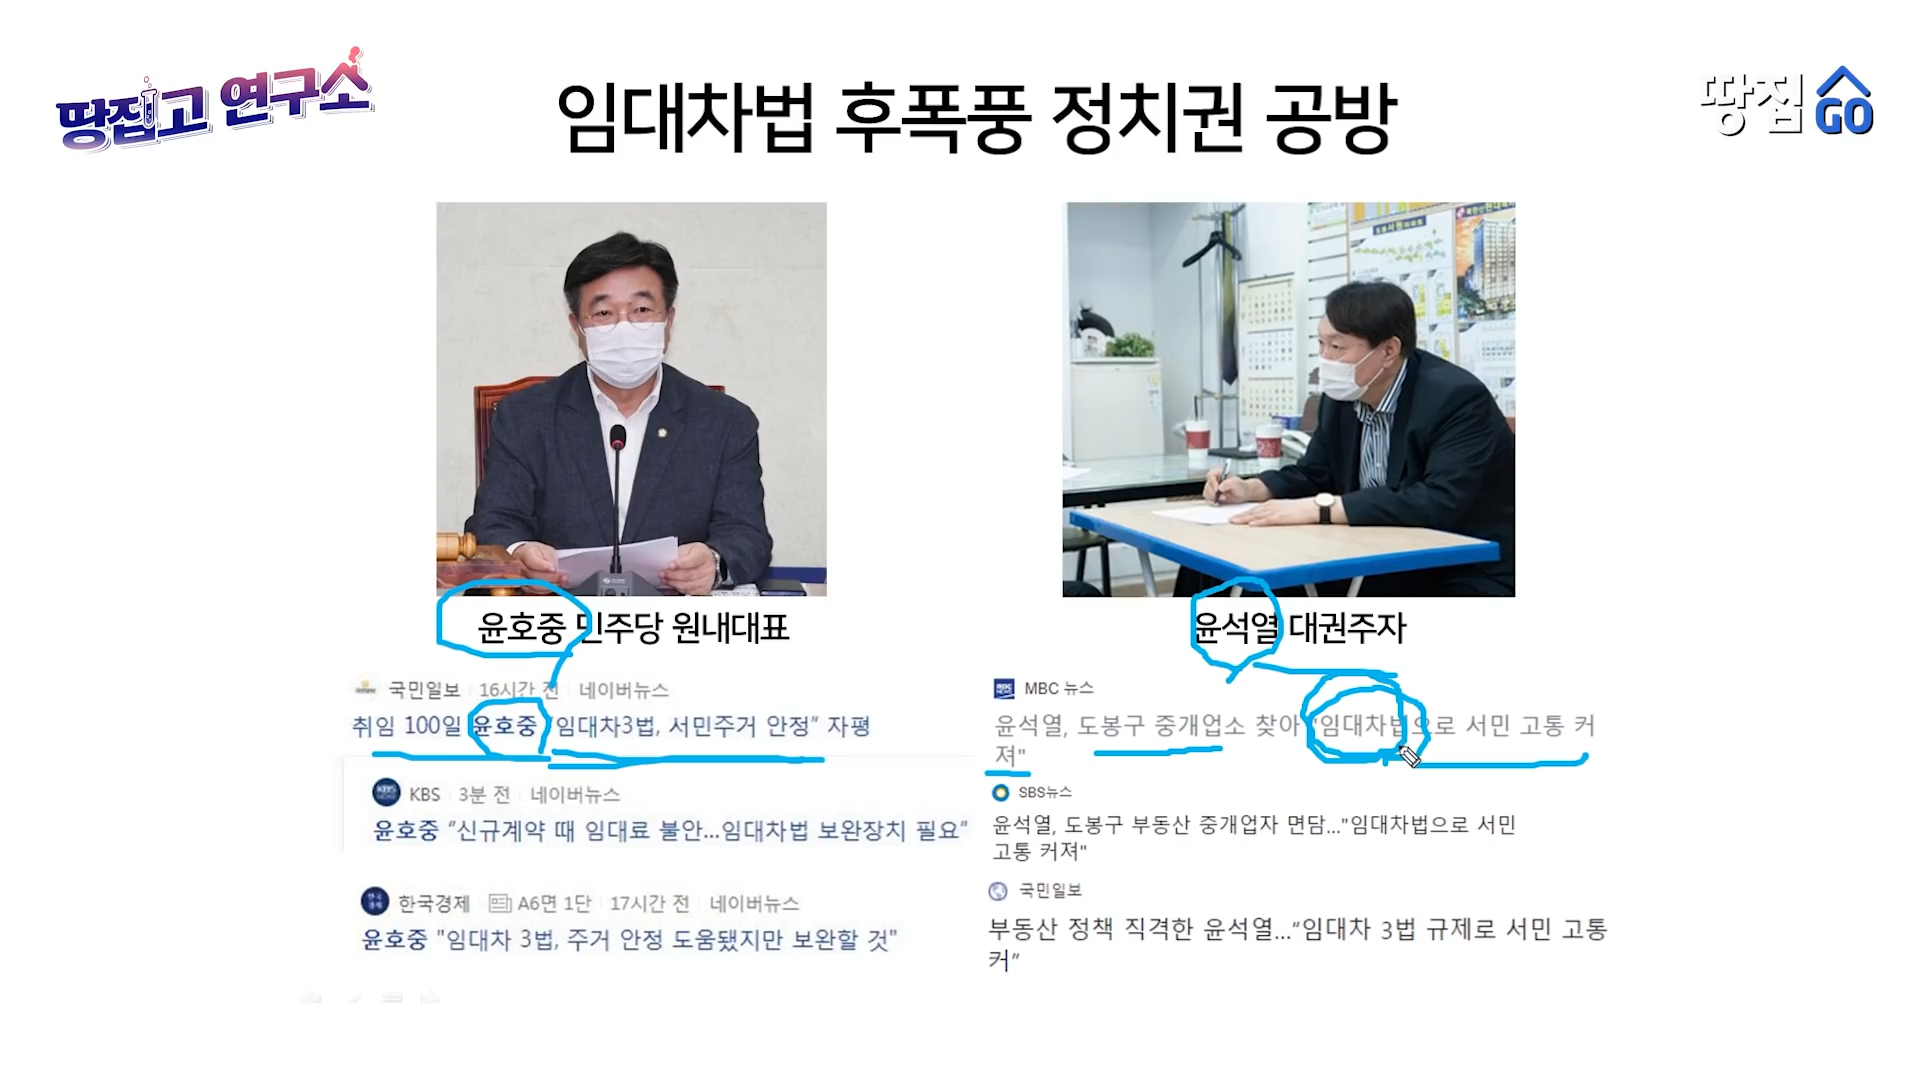 땅집고 연구소
임대차법 후폭풍 정치권 공방
땅집GO
윤호중 민주당 원내대표
국민일보 16시간 전 네이버뉴스
취임 100일 윤호중 "임대차3법, 서민주거 안정" 자평
KBS 3분 전 네이버뉴스
윤호중 "신규계약 때 임대료 불안...임대차법 보완장치 필요"
한국경제 A6면 1단 17시간 전 네이버뉴스
윤호중 "임대차 3법, 주거 안정 도움됐지만 보완할 것"
윤석열 대권주자
MBC 뉴스
윤석열, 도봉구 중개업소 찾아 "임대차법으로 서민 고통 커
져"
SBS뉴스
윤석열, 도봉구 부동산 중개업자 면담..."임대차법으로 서민
고통 커져"
국민일보
부동산 정책 직격한 윤석열..."임대차 3법 규제로 서민 고통
커"